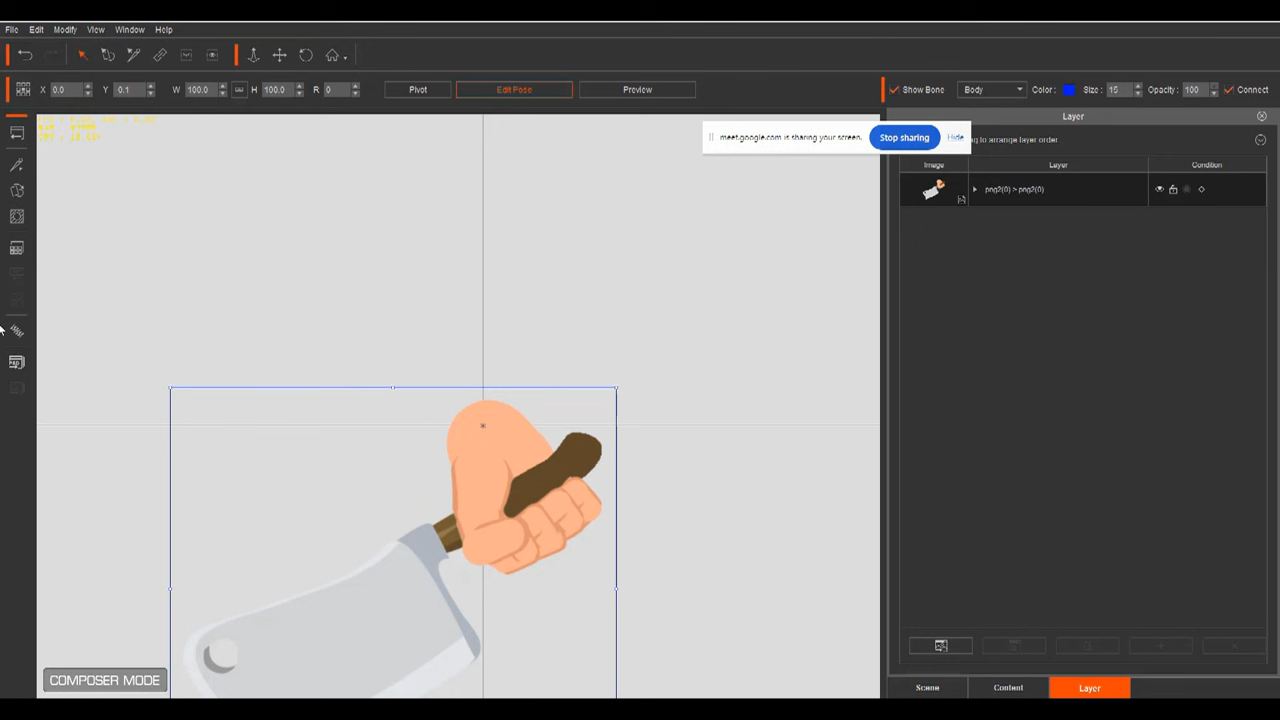 File Edit Modify View Window Help
X 0.0 Y 0.1 W 100.0 H 100.0 R 0 Pivot Edit Pose Preview Show Bone Body Color : Size : 15 Opacity : 100 Connect
Layer
meet.google.com is sharing your screen. Stop sharing Hide
to arrange layer order
Image Layer Condition
png2(0) > png2(0)
COMPOSER MODE
Scene Content Layer